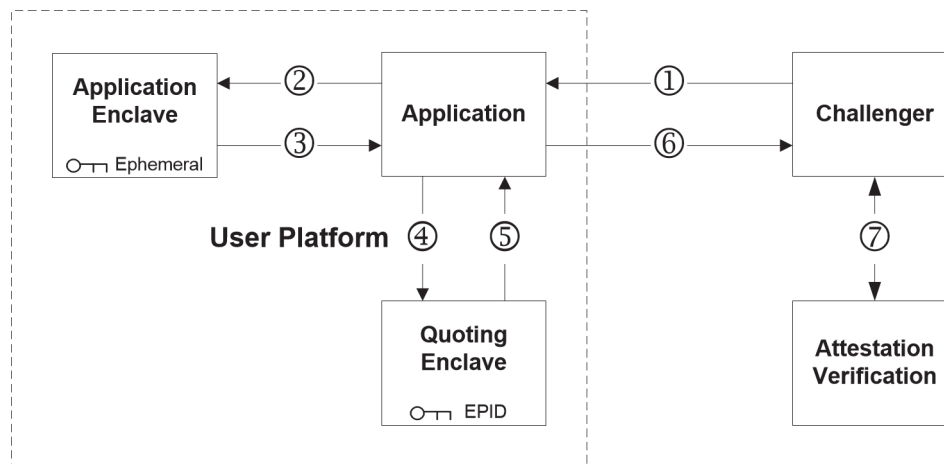 Application
Enclave
Ephemeral
②
③
Application
①
⑥
Challenger
User Platform
④
⑤
⑦
Quoting
Enclave
EPID
Attestation
Verification